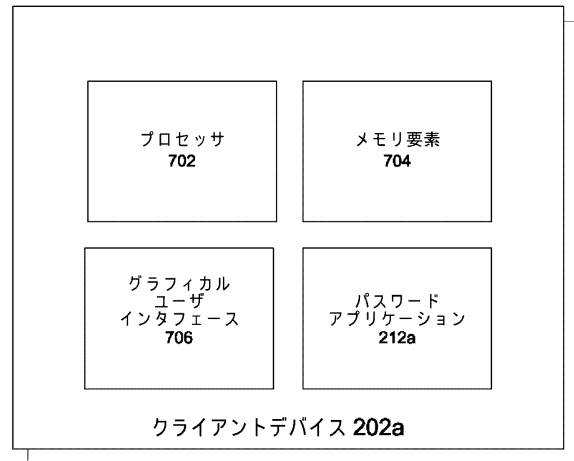 プロセッサ
702
メモリ要素
704
グラフィカル
ユーザ
インタフェース
706
パスワード
アプリケーション
212a
クライアントデバイス 202a